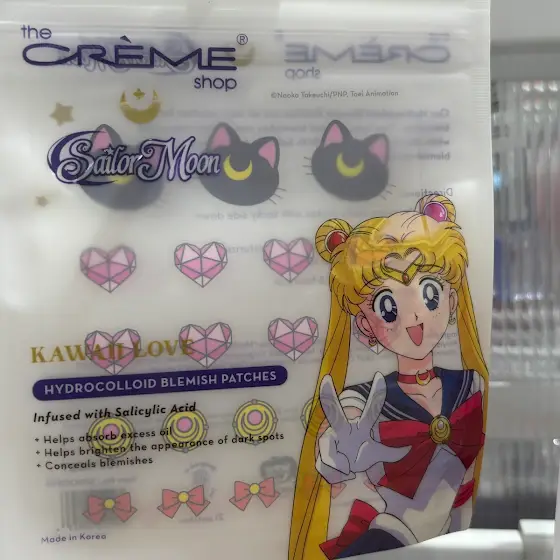 the
CRÈME®
shop
©Naoko Takeuchi/PNP, Toei Animation
Sailor Moon
KAWAII LOVE
HYDROCOLLOID BLEMISH PATCHES
Infused with Salicylic Acid
+ Helps absorb excess oil
+ Helps brighten the appearance of dark spots
+ Conceals blemishes
Made in Korea